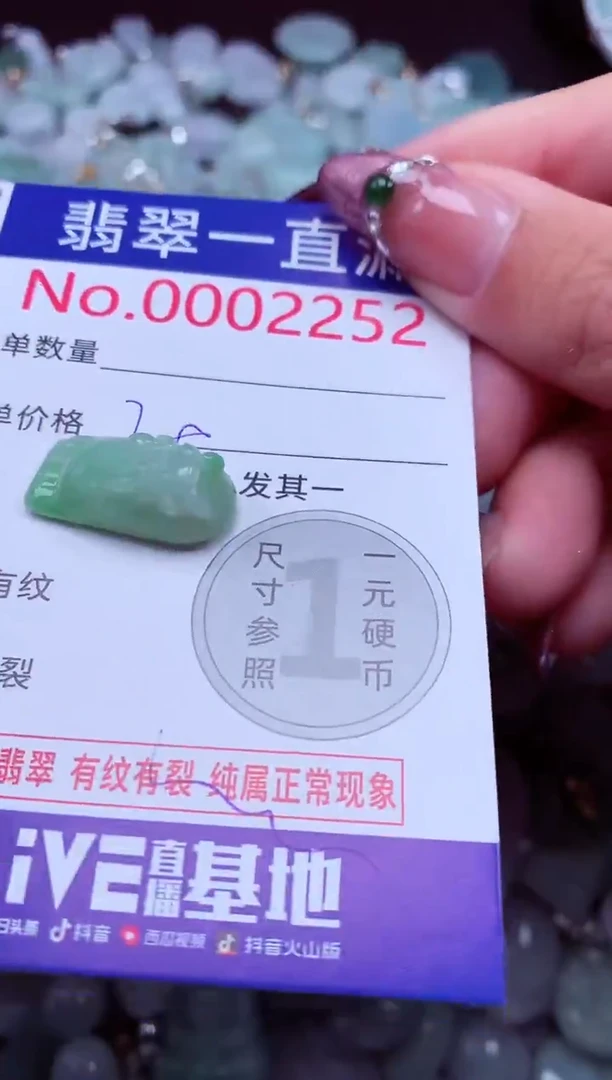 翡翠一直
No.0002252
单数量
单价格
发其一
尺寸参照
一元硬币
1
有纹
裂
翡翠 有纹有裂 纯属正常现象
iVE直播基地
日头条 抖音 西瓜视频 抖音火山版